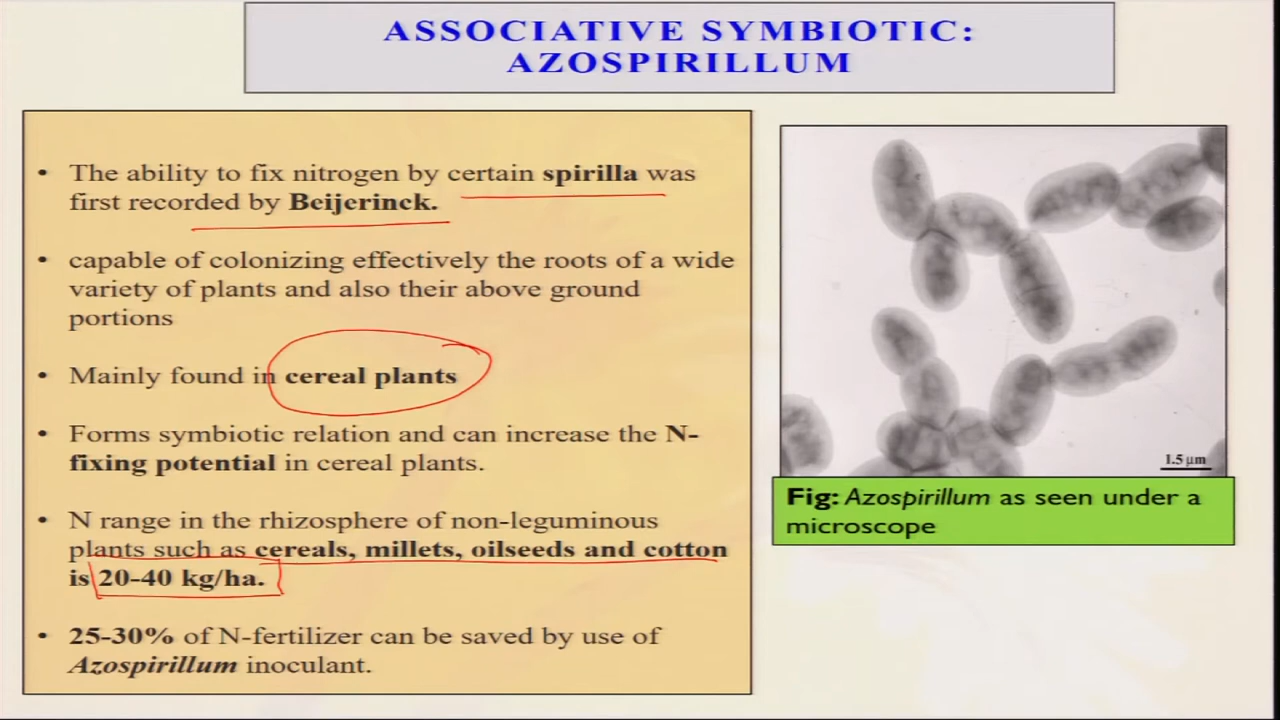 ASSOCIATIVE SYMBIOTIC:
AZOSPIRILLUM
• The ability to fix nitrogen by certain spirilla was
first recorded by Beijerinck.
• capable of colonizing effectively the roots of a wide
variety of plants and also their above ground
portions
• Mainly found in cereal plants
• Forms symbiotic relation and can increase the N-
fixing potential in cereal plants.
• N range in the rhizosphere of non-leguminous
plants such as cereals, millets, oilseeds and cotton
is 20-40 kg/ha.
• 25-30% of N-fertilizer can be saved by use of
Azospirillum inoculant.
1.5 µm
Fig: Azospirillum as seen under a
microscope